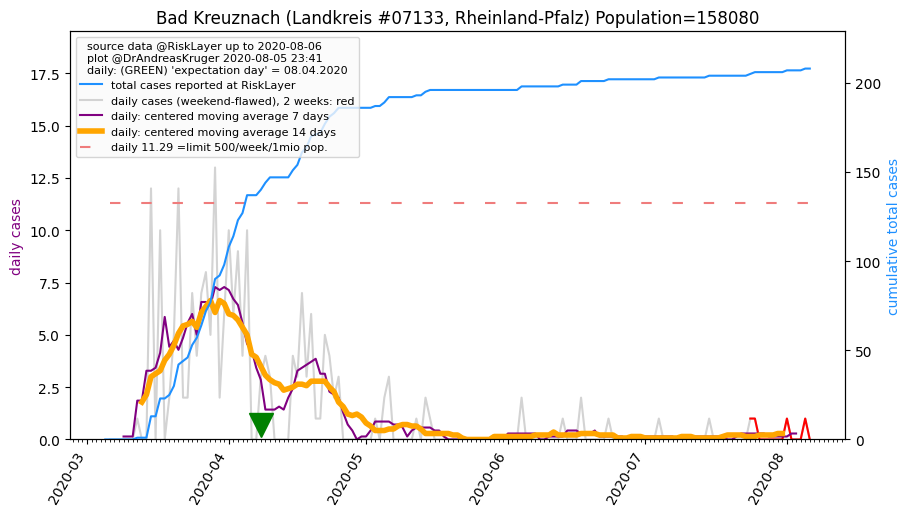 Bad Kreuznach (Landkreis #07133, Rheinland-Pfalz) Population=158080
source data @RiskLayer up to 2020-08-06
plot @DrAndreasKruger 2020-08-05 23:41
daily: (GREEN) 'expectation day' = 08.04.2020
total cases reported at RiskLayer
daily cases (weekend-flawed), 2 weeks: red
daily: centered moving average 7 days
daily: centered moving average 14 days
daily 11.29 =limit 500/week/1mio pop.
daily cases
17.5
15.0
12.5
10.0
7.5
5.0
2.5
0.0
cumulative total cases
200
150
100
50
0
2020-03
2020-04
2020-05
2020-06
2020-07
2020-08